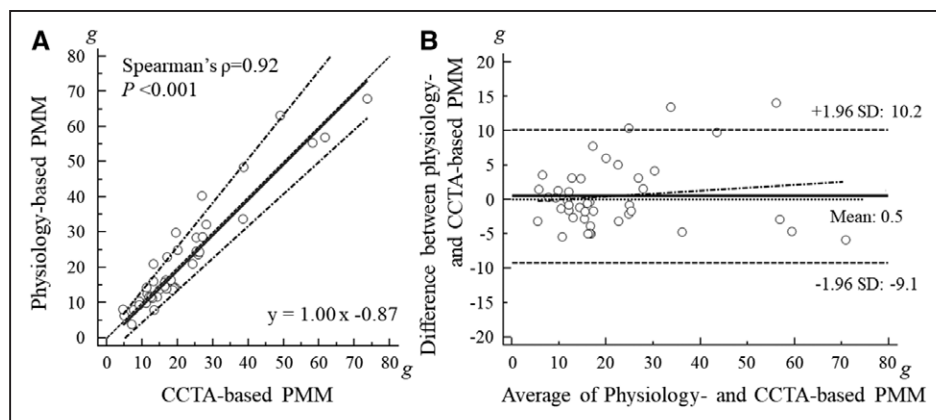 A
g
80
70
60
50
40
30
20
10
0
Physiology-based PMM
Spearman's ρ=0.92
P <0.001
y = 1.00 x -0.87
0 10 20 30 40 50 60 70 80
g
CCTA-based PMM
B
g
20
15
10
5
0
-5
-10
-15
-20
Difference between physiology-
and CCTA-based PMM
+1.96 SD: 10.2
Mean: 0.5
-1.96 SD: -9.1
0 10 20 30 40 50 60 70 80
g
Average of Physiology- and CCTA-based PMM